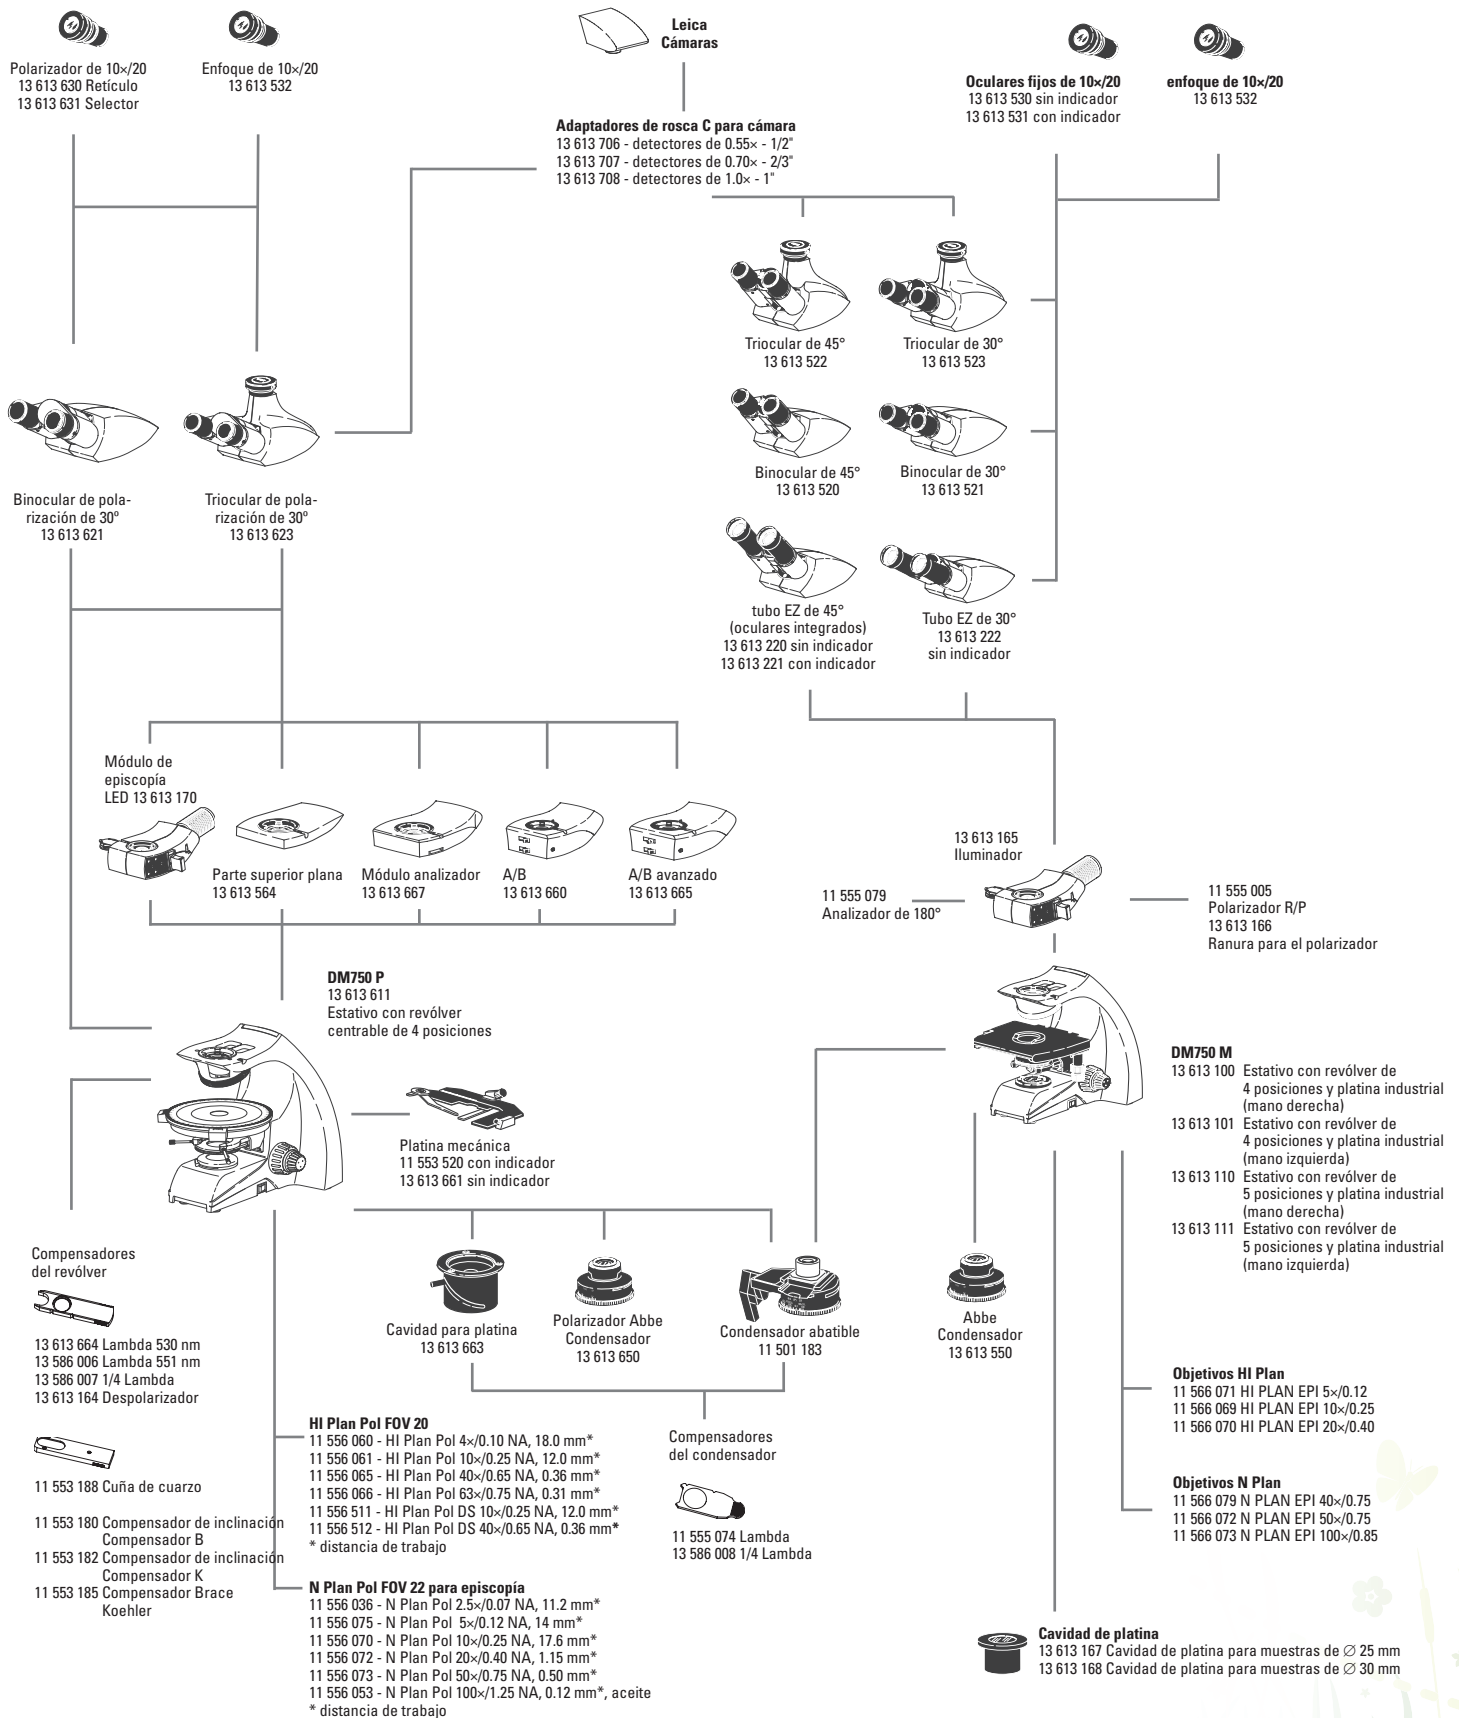 Polarizador de 10×/20
13 613 630 Retículo
13 613 631 Selector
Enfoque de 10×/20
13 613 532
Leica
Cámaras
Oculares fijos de 10×/20
13 613 530 sin indicador
13 613 531 con indicador
enfoque de 10×/20
13 613 532
Adaptadores de rosca C para cámara
13 613 706 - detectores de 0.55× - 1/2"
13 613 707 - detectores de 0.70× - 2/3"
13 613 708 - detectores de 1.0× - 1"
Triocular de 45°
13 613 522
Triocular de 30°
13 613 523
Binocular de 45°
13 613 520
Binocular de 30°
13 613 521
Binocular de pola-
rización de 30º
13 613 621
Triocular de pola-
rización de 30º
13 613 623
tubo EZ de 45°
(oculares integrados)
13 613 220 sin indicador
13 613 221 con indicador
Tubo EZ de 30°
13 613 222
sin indicador
Módulo de
episcopía
LED 13 613 170
Parte superior plana
13 613 564
Módulo analizador
13 613 667
A/B
13 613 660
A/B avanzado
13 613 665
13 613 165
Iluminador
11 555 079
Analizador de 180°
11 555 005
Polarizador R/P
13 613 166
Ranura para el polarizador
DM750 P
13 613 611
Estativo con revólver
centrable de 4 posiciones
DM750 M
13 613 100 Estativo con revólver de
4 posiciones y platina industrial
(mano derecha)
13 613 101 Estativo con revólver de
4 posiciones y platina industrial
(mano izquierda)
13 613 110 Estativo con revólver de
5 posiciones y platina industrial
(mano derecha)
13 613 111 Estativo con revólver de
5 posiciones y platina industrial
(mano izquierda)
Platina mecánica
11 553 520 con indicador
13 613 661 sin indicador
Compensadores
del revólver
13 613 664 Lambda 530 nm
13 586 006 Lambda 551 nm
13 586 007 1/4 Lambda
13 613 164 Despolarizador
11 553 188 Cuña de cuarzo
11 553 180 Compensador de inclinación
Compensador B
11 553 182 Compensador de inclinación
Compensador K
11 553 185 Compensador Brace
Koehler
Cavidad para platina
13 613 663
Polarizador Abbe
Condensador
13 613 650
Condensador abatible
11 501 183
Abbe
Condensador
13 613 550
HI Plan Pol FOV 20
11 556 060 - HI Plan Pol 4×/0.10 NA, 18.0 mm*
11 556 061 - HI Plan Pol 10×/0.25 NA, 12.0 mm*
11 556 065 - HI Plan Pol 40×/0.65 NA, 0.36 mm*
11 556 066 - HI Plan Pol 63×/0.75 NA, 0.31 mm*
11 556 511 - HI Plan Pol DS 10×/0.25 NA, 12.0 mm*
11 556 512 - HI Plan Pol DS 40×/0.65 NA, 0.36 mm*
* distancia de trabajo
N Plan Pol FOV 22 para episcopía
11 556 036 - N Plan Pol 2.5×/0.07 NA, 11.2 mm*
11 556 075 - N Plan Pol 5×/0.12 NA, 14 mm*
11 556 070 - N Plan Pol 10×/0.25 NA, 17.6 mm*
11 556 072 - N Plan Pol 20×/0.40 NA, 1.15 mm*
11 556 073 - N Plan Pol 50×/0.75 NA, 0.50 mm*
11 556 053 - N Plan Pol 100×/1.25 NA, 0.12 mm*, aceite
* distancia de trabajo
Compensadores
del condensador
11 555 074 Lambda
13 586 008 1/4 Lambda
Objetivos HI Plan
11 566 071 HI PLAN EPI 5×/0.12
11 566 069 HI PLAN EPI 10×/0.25
11 566 070 HI PLAN EPI 20×/0.40
Objetivos N Plan
11 566 079 N PLAN EPI 40×/0.75
11 566 072 N PLAN EPI 50×/0.75
11 566 073 N PLAN EPI 100×/0.85
Cavidad de platina
13 613 167 Cavidad de platina para muestras de ∅ 25 mm
13 613 168 Cavidad de platina para muestras de ∅ 30 mm